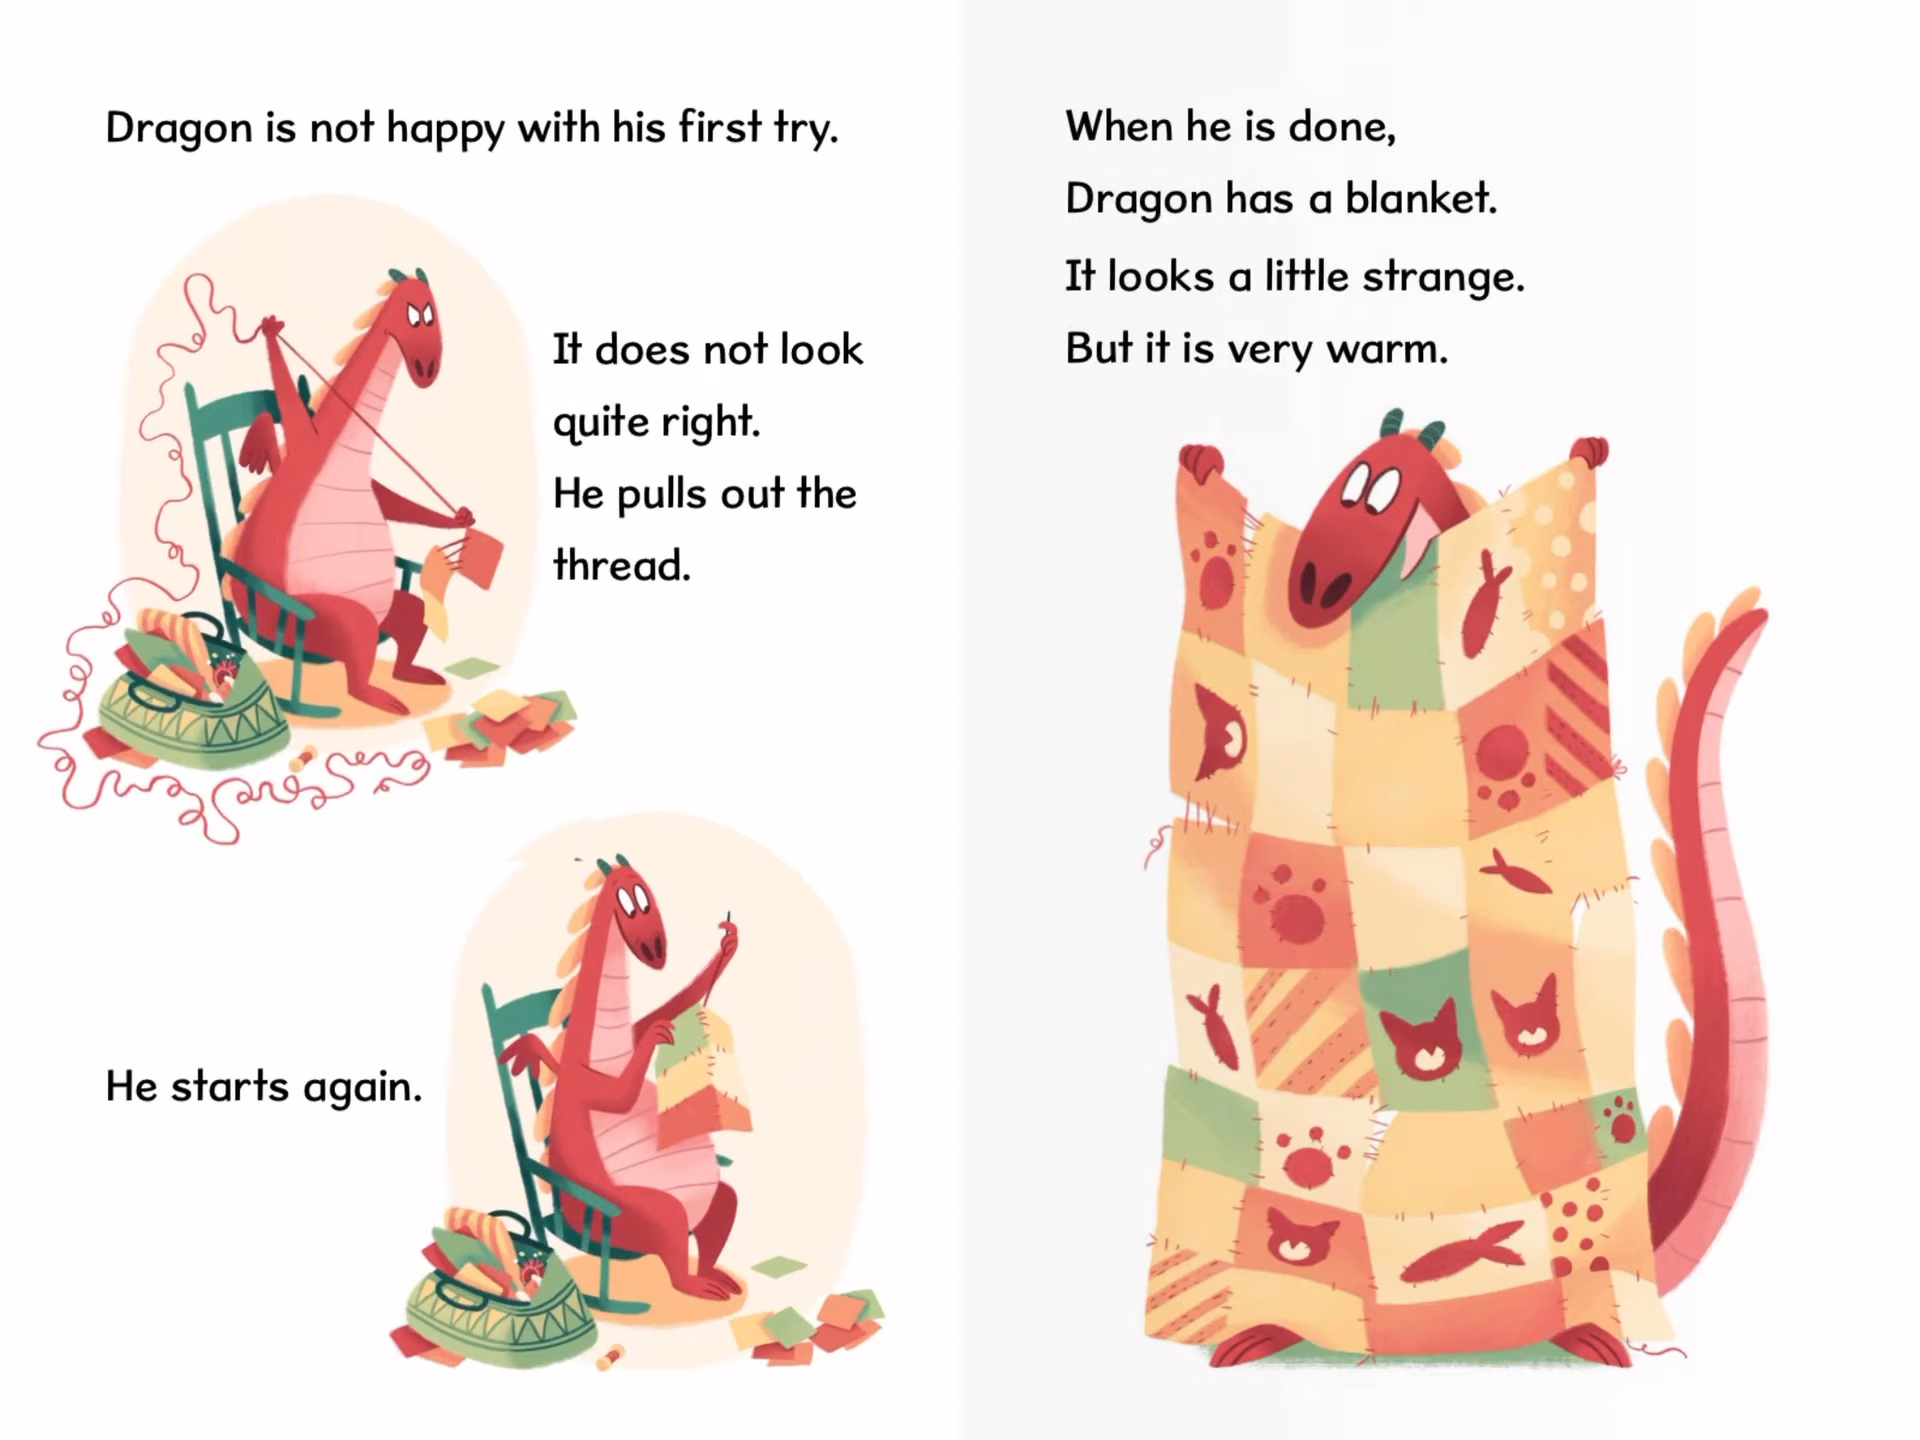 Dragon is not happy with his first try.
It does not look
quite right.
He pulls out the
thread.
He starts again.
When he is done,
Dragon has a blanket.
It looks a little strange.
But it is very warm.